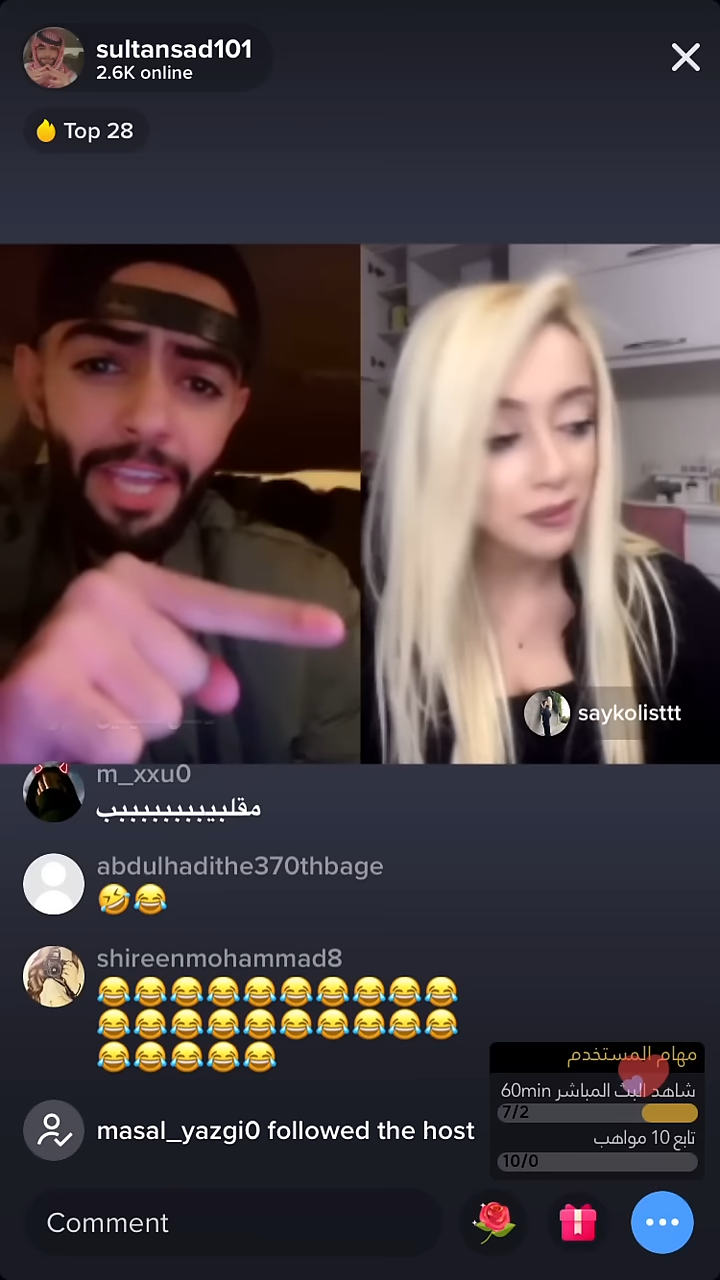 sultansad101
2.6K online
Top 28
saykolisttt
m_xxu0
مقلبيبببببببببب
abdulhadithe370thbage
🤣😂
shireenmohammad8
😂😂😂😂😂😂😂😂😂😂
😂😂😂😂😂😂😂😂😂😂
😂😂😂😂😂
masal_yazgi0 followed the host
مهام المستخدم
شاهد البث المباشر 60min
7/2
تابع 10 مواهب
10/0
Comment